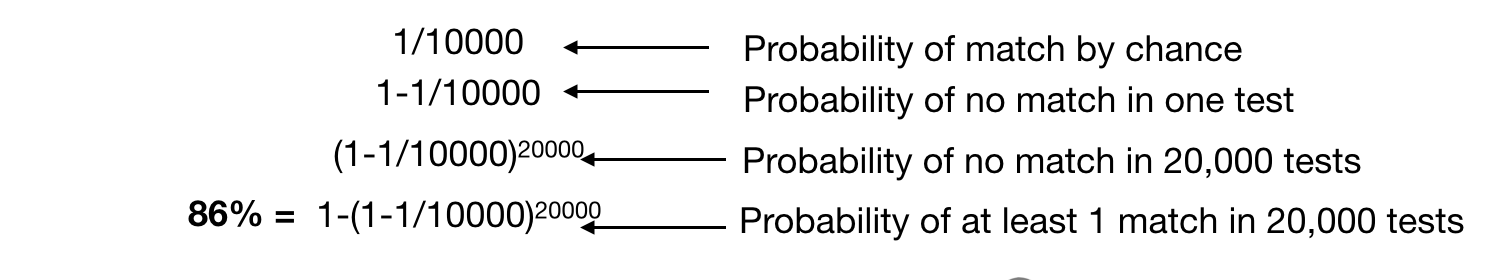 1/10000 Probability of match by chance
1-1/10000 Probability of no match in one test
(1-1/10000)20000 Probability of no match in 20,000 tests
86% = 1-(1-1/10000)20000 Probability of at least 1 match in 20,000 tests